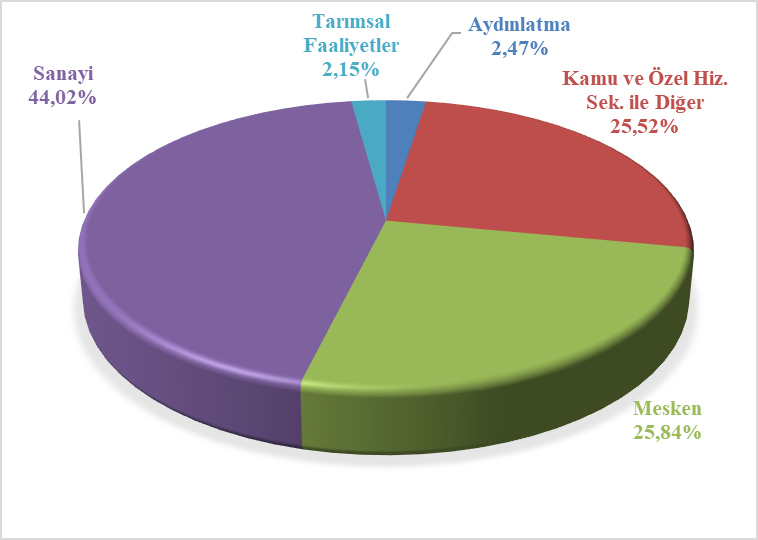 Tarımsal
Faaliyetler
2,15%
Aydınlatma
2,47%
Sanayi
44,02%
Kamu ve Özel Hiz.
Sek. ile Diğer
25,52%
Mesken
25,84%